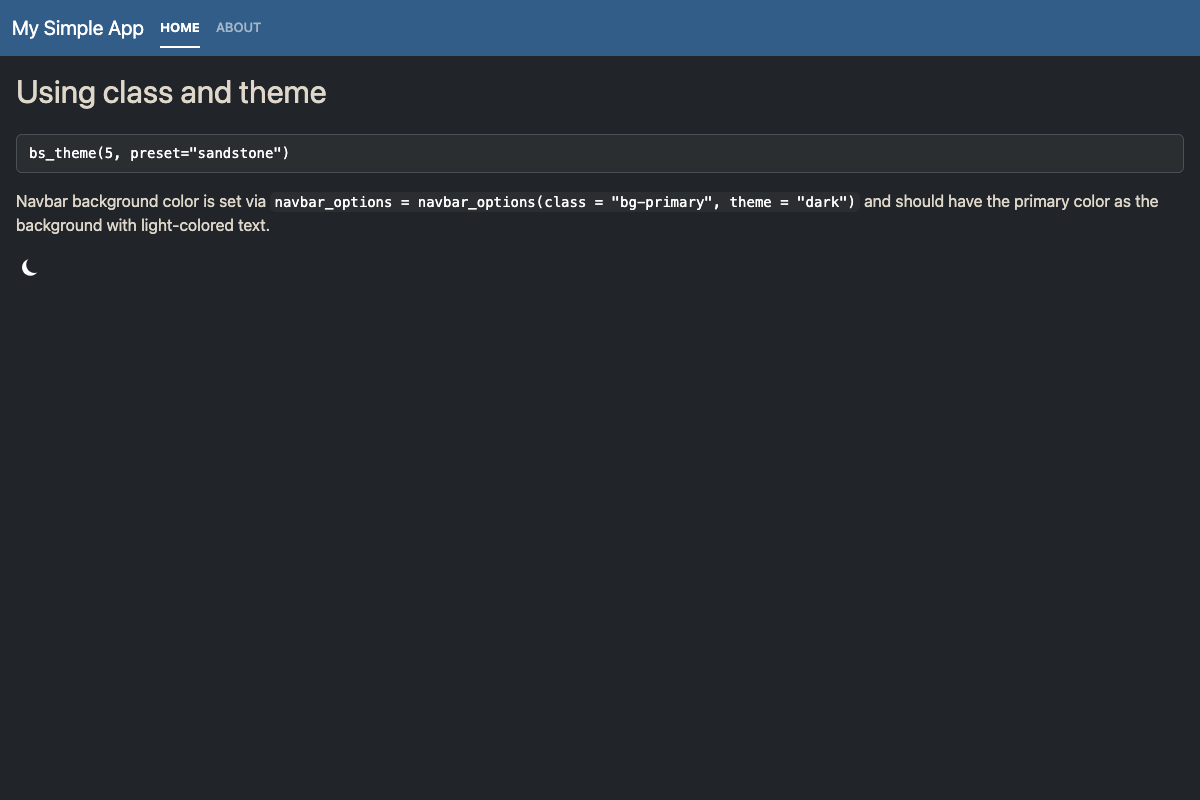 My Simple App HOME ABOUT
Using class and theme
bs_theme(5, preset="sandstone")
Navbar background color is set via navbar_options = navbar_options(class = "bg-primary", theme = "dark") and should have the primary color as the
background with light-colored text.